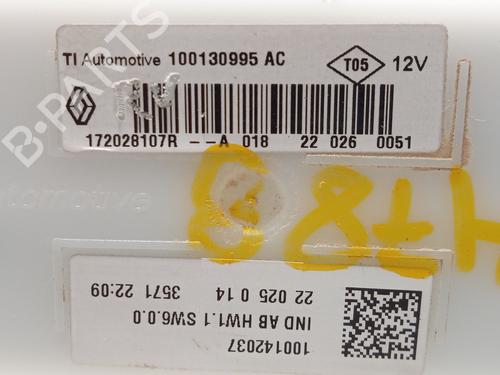 TI Automotive 100130995 AC
T05 12V
172028107R --A 018 22 026 0051
B-PARTS
utomotive
100142037
IND AB HW1.1 SW6.0.0
22 025 0 14 3571 22:09